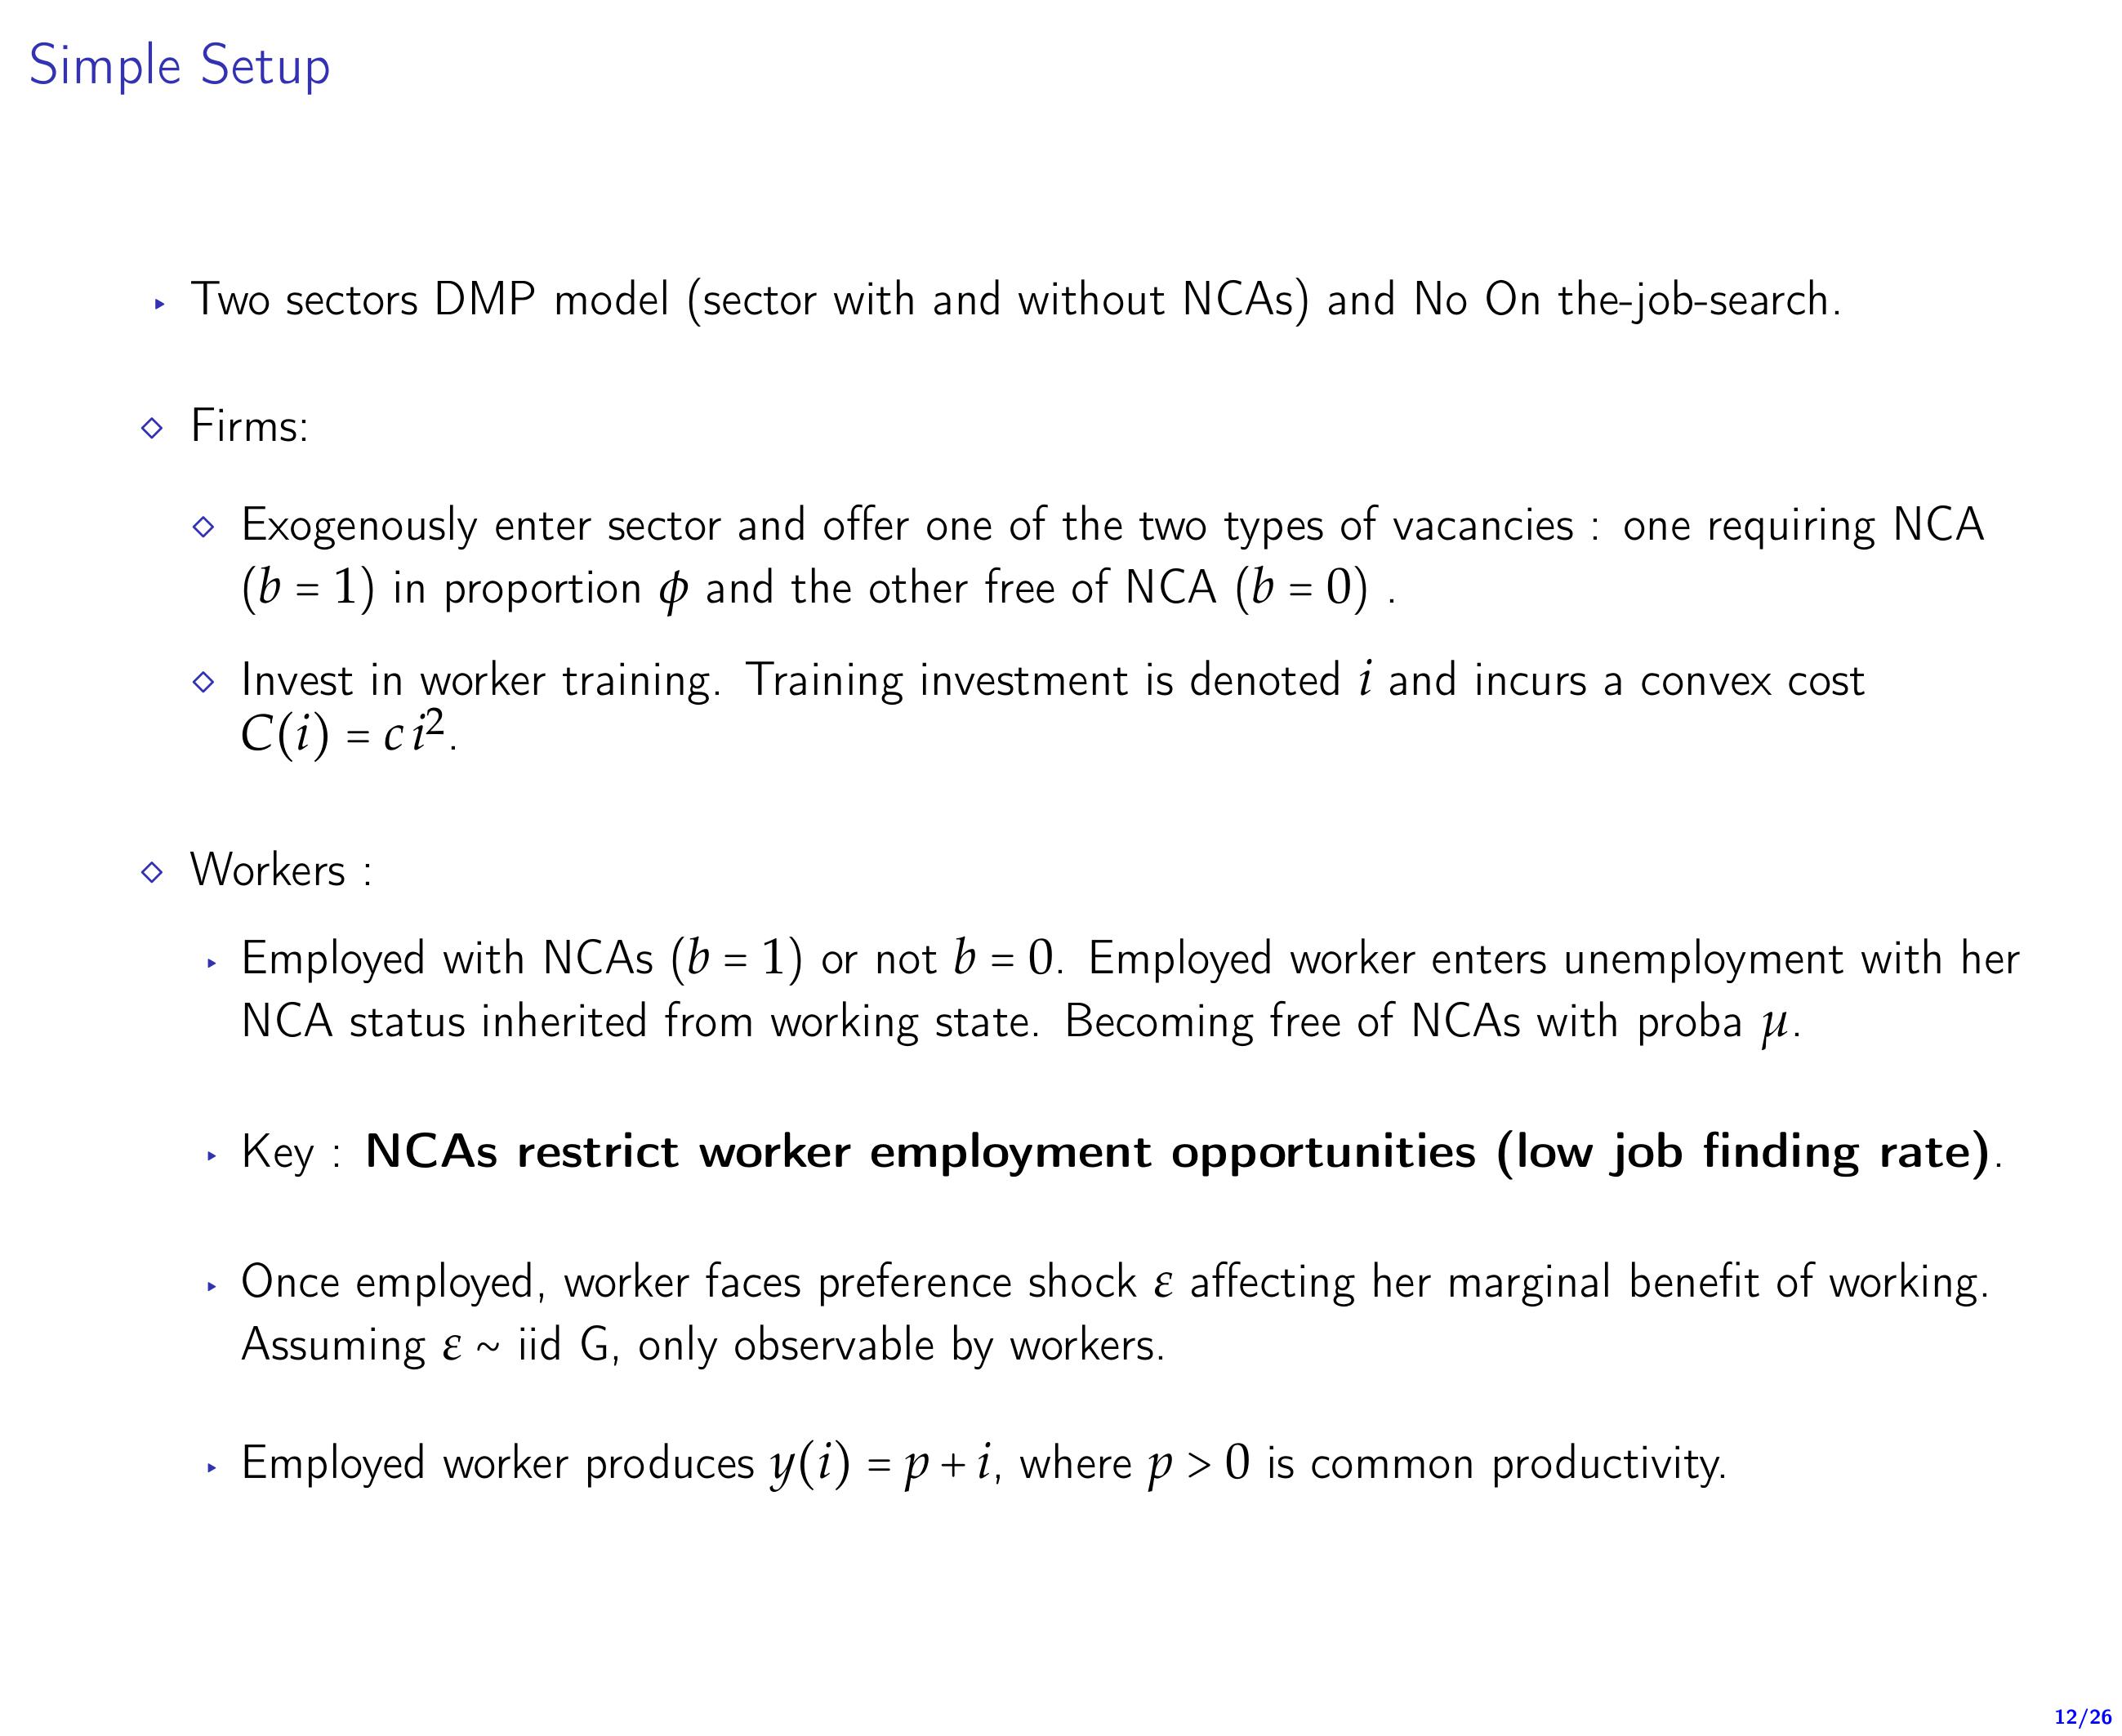 Simple Setup
▸ Two sectors DMP model (sector with and without NCAs) and No On the-job-search.
◇ Firms:
◇ Exogenously enter sector and offer one of the two types of vacancies : one requiring NCA
(b = 1) in proportion ϕ and the other free of NCA (b = 0) .
◇ Invest in worker training. Training investment is denoted i and incurs a convex cost
C(i) = c i².
◇ Workers :
▸ Employed with NCAs (b = 1) or not b = 0. Employed worker enters unemployment with her
NCA status inherited from working state. Becoming free of NCAs with proba μ.
▸ Key : NCAs restrict worker employment opportunities (low job finding rate).
▸ Once employed, worker faces preference shock ε affecting her marginal benefit of working.
Assuming ε ~ iid G, only observable by workers.
▸ Employed worker produces y(i) = p + i, where p > 0 is common productivity.
12/26